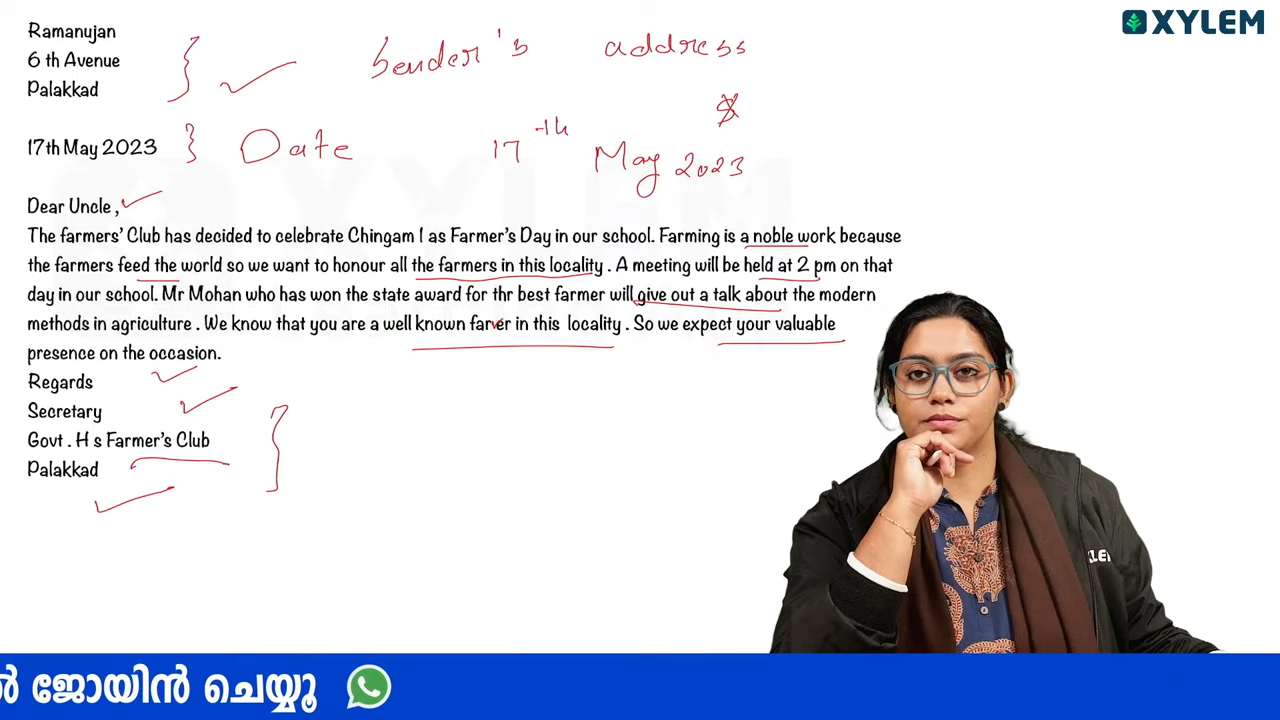 XYLEM
Ramanujan
6 th Avenue
Palakkad
Sender's address
17th May 2023
Date
17th May 2023
Dear Uncle ,
The farmers' Club has decided to celebrate Chingam 1 as Farmer's Day in our school. Farming is a noble work because
the farmers feed the world so we want to honour all the farmers in this locality . A meeting will be held at 2 pm on that
day in our school. Mr Mohan who has won the state award for thr best farmer will give out a talk about the modern
methods in agriculture . We know that you are a well known farver in this locality . So we expect your valuable
presence on the occasion.
Regards
Secretary
Govt . H s Farmer's Club
Palakkad
XYLEM
ൽ ജോയിൻ ചെയ്യൂ